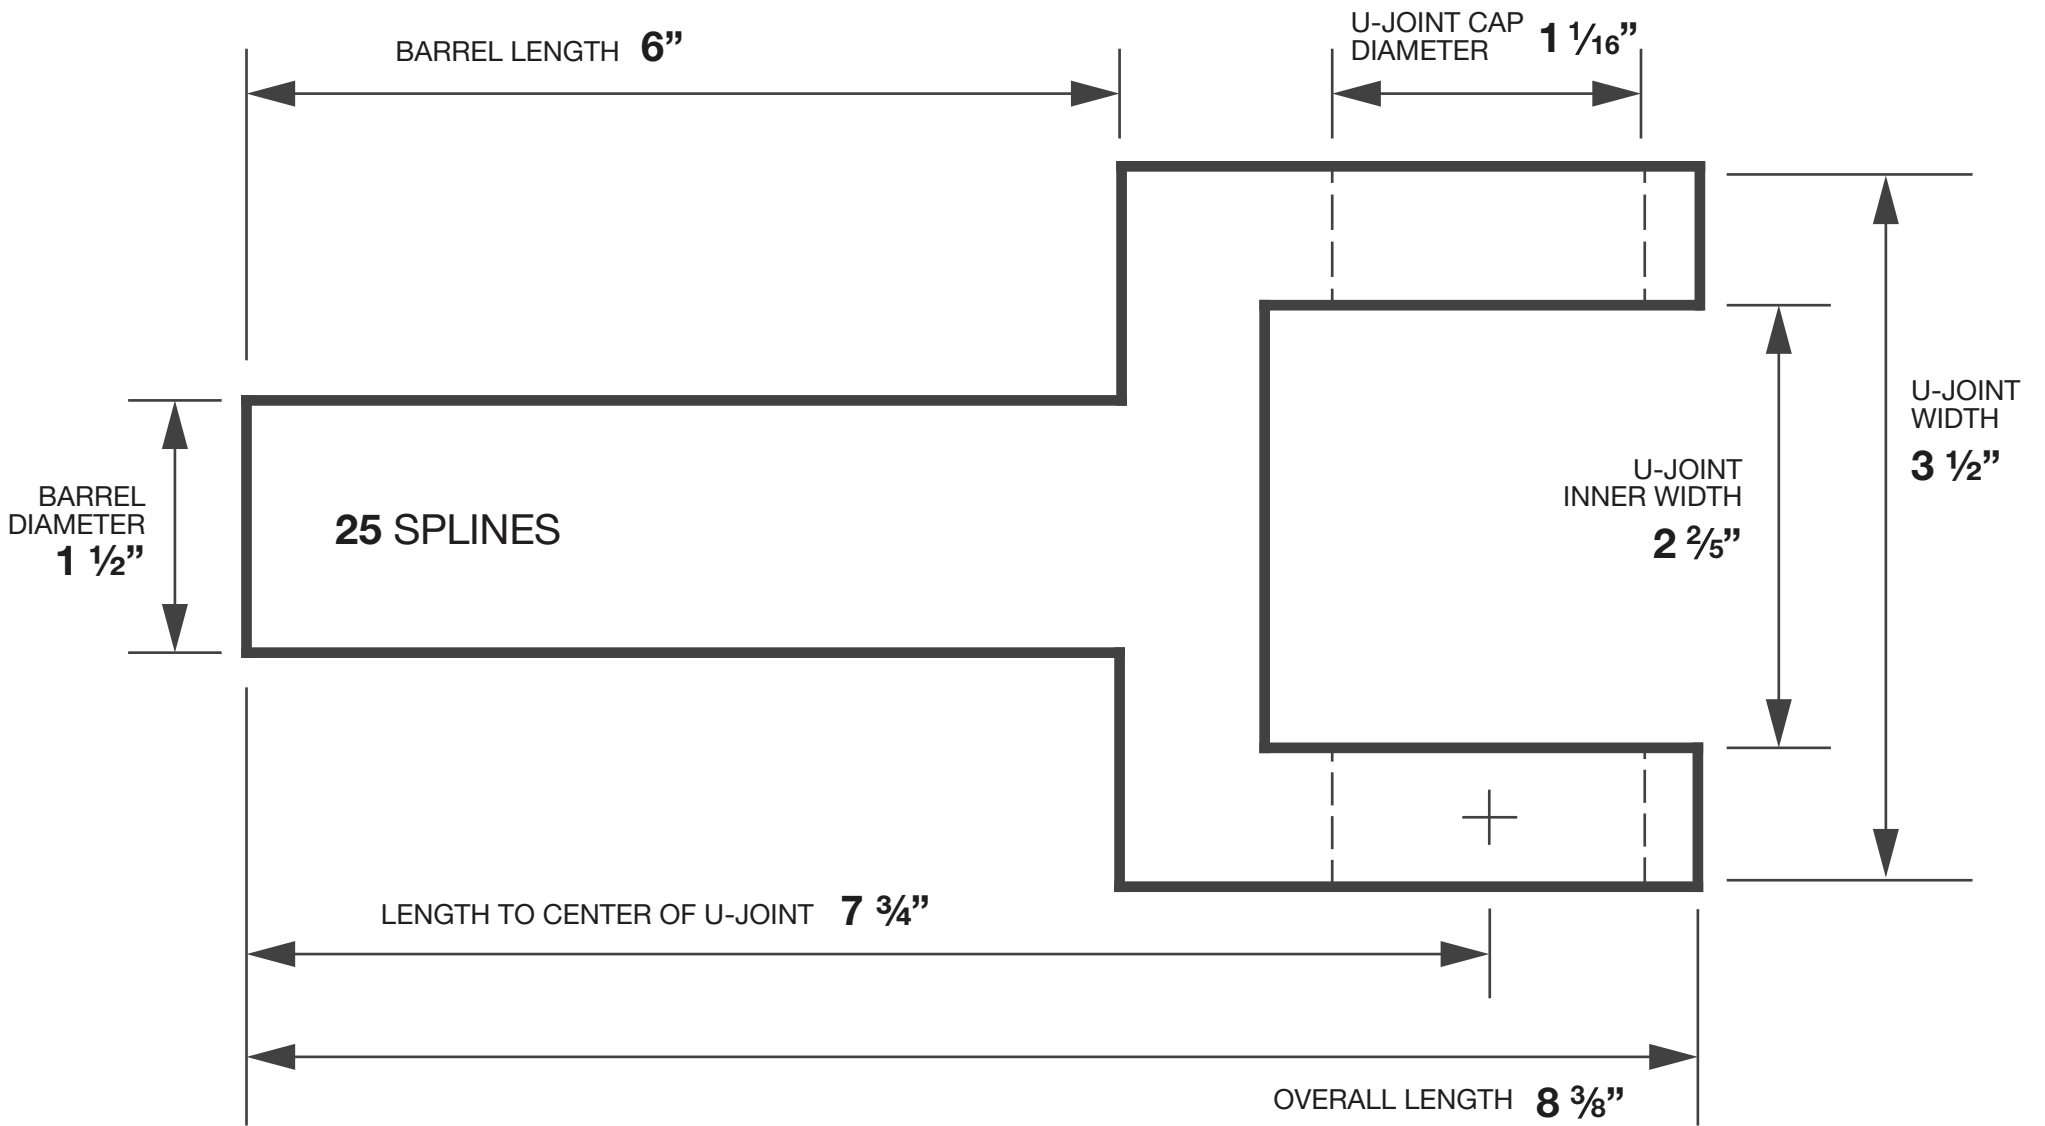 BARREL LENGTH 6”
U-JOINT CAP
DIAMETER 1 1⁄16”
BARREL
DIAMETER
1 ½”
25 SPLINES
U-JOINT
INNER WIDTH
2 ⅖”
U-JOINT
WIDTH
3 ½”
LENGTH TO CENTER OF U-JOINT 7 ¾”
OVERALL LENGTH 8 ⅜”